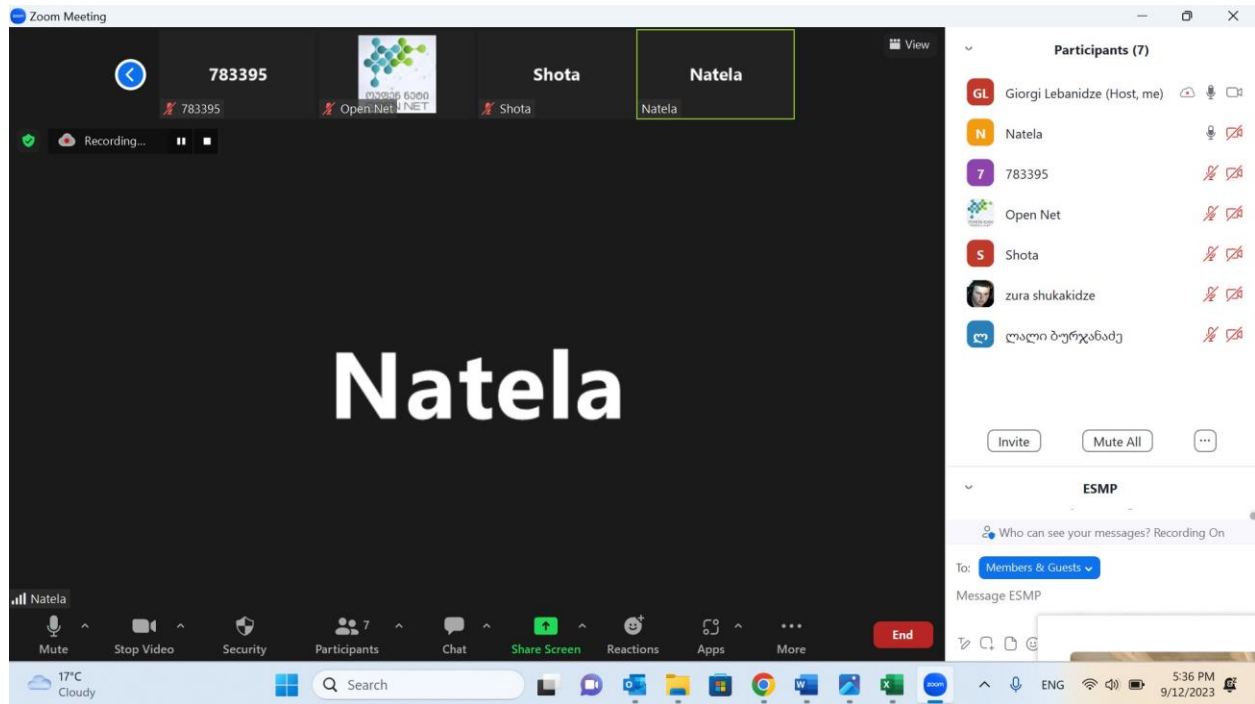 Zoom Meeting
783395
Shota
Natela
View
783395
Open Net
Shota
Natela
Recording...
Natela
Natela
Participants (7)
GL Giorgi Lebanidze (Host, me)
N Natela
7 783395
Open Net
S Shota
zura shukakidze
ლ ლალი ბურჯანაძე
Invite Mute All ...
ESMP
Who can see your messages? Recording On
To: Members & Guests
Message ESMP
Mute Stop Video Security Participants 7 Chat Share Screen Reactions Apps More End
17°C
Cloudy
Search
zoom
ENG
5:36 PM
9/12/2023